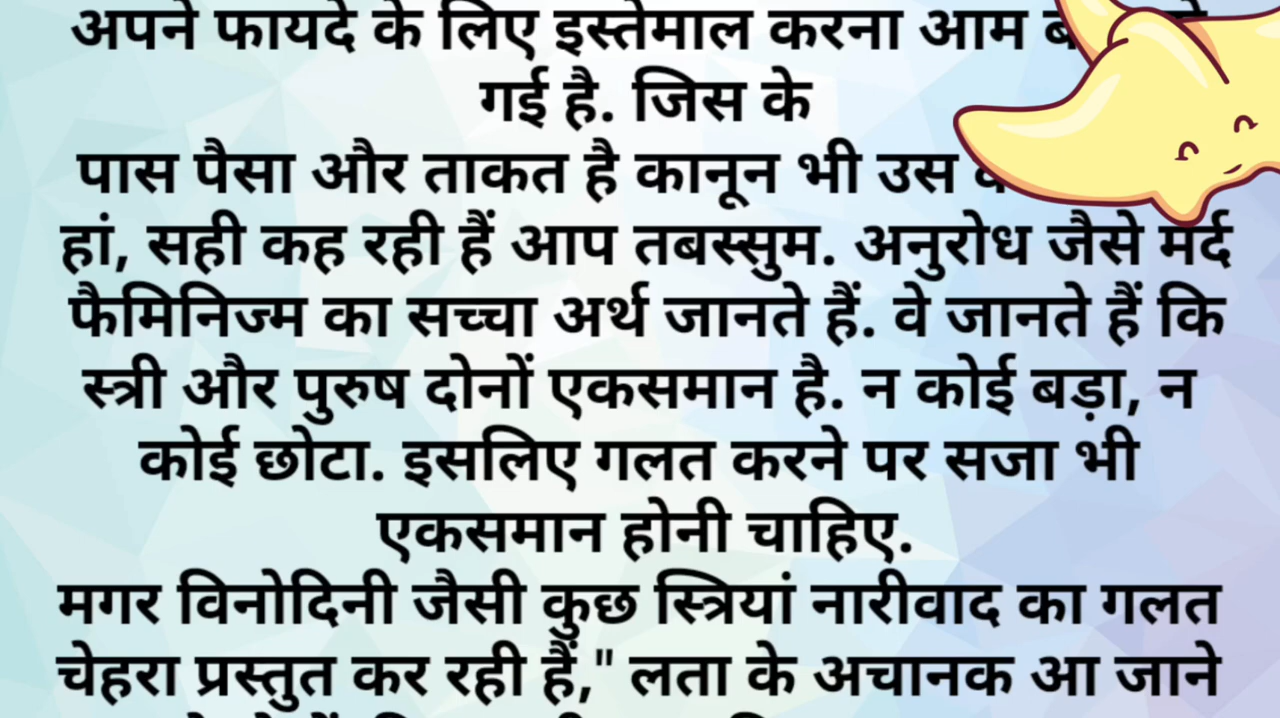 अपने फायदे के लिए इस्तेमाल करना आम
गई है. जिस के
पास पैसा और ताकत है कानून भी उस
हां, सही कह रही हैं आप तबस्सुम. अनुरोध जैसे मर्द
फैमिनिज्म का सच्चा अर्थ जानते हैं. वे जानते हैं कि
स्त्री और पुरुष दोनों एकसमान है. न कोई बड़ा, न
कोई छोटा. इसलिए गलत करने पर सजा भी
एकसमान होनी चाहिए.
मगर विनोदिनी जैसी कुछ स्त्रियां नारीवाद का गलत
चेहरा प्रस्तुत कर रही हैं," लता के अचानक आ जाने